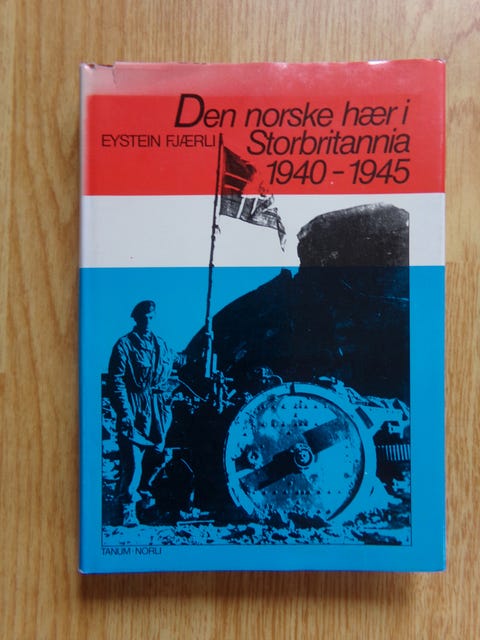 Den norske hær i
EYSTEIN FJÆRLI
Storbritannia
1940 - 1945
TANUM·NORLI